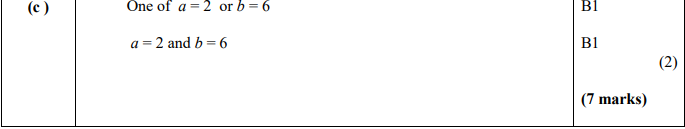 (c ) One of a = 2 or b = 6 B1
a = 2 and b = 6 B1
(2)
(7 marks)